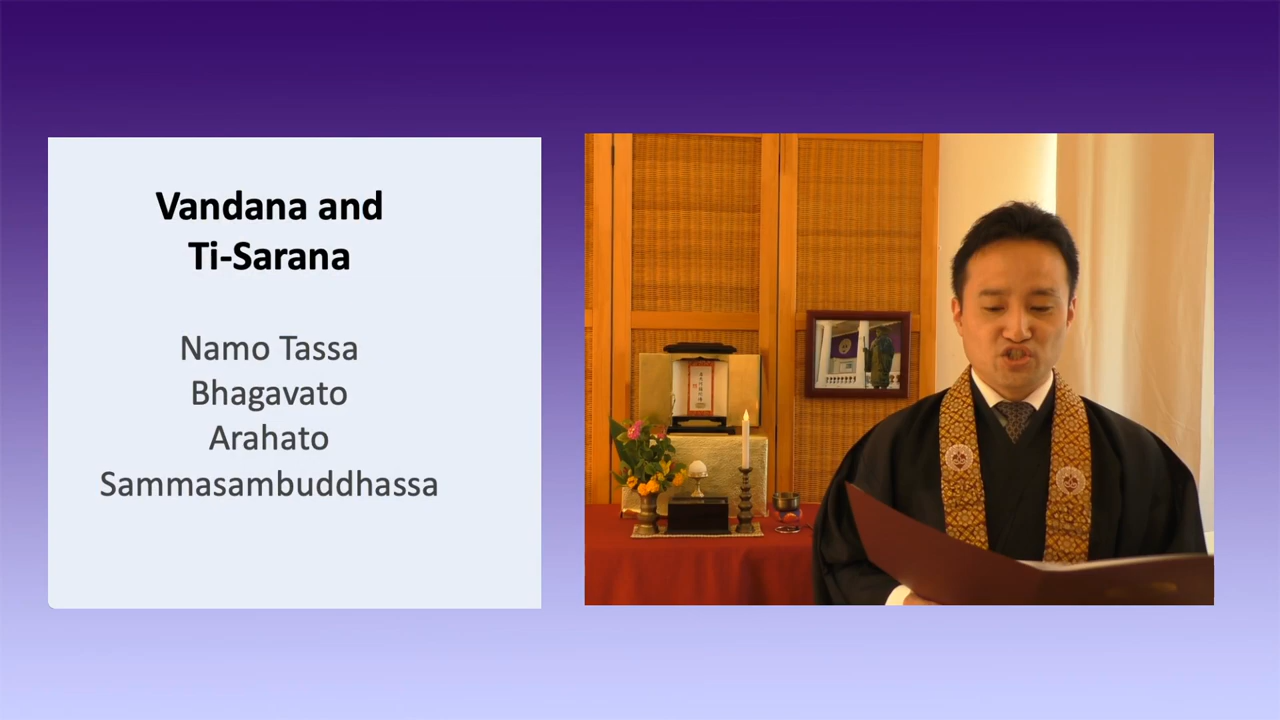 Vandana and
Ti-Sarana
Namo Tassa
Bhagavato
Arahato
Sammasambuddhassa